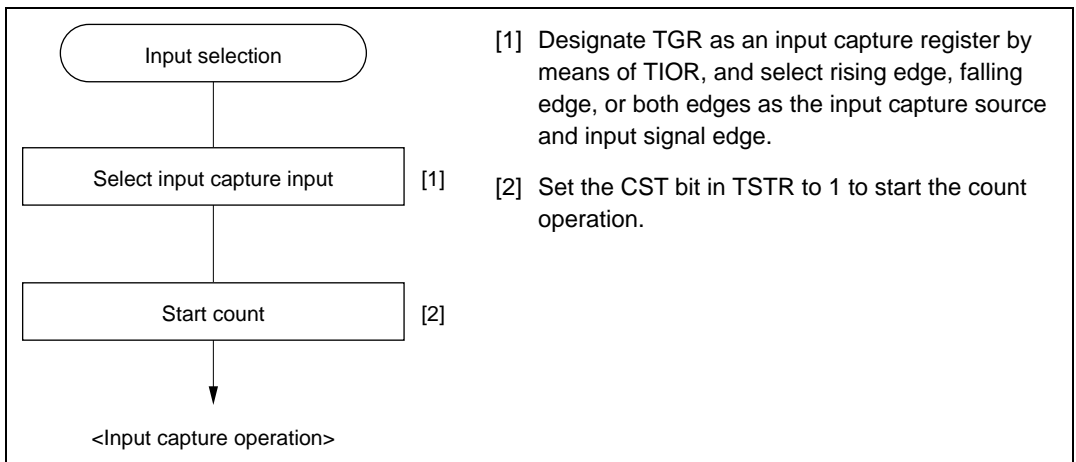 Input selection
Select input capture input
[1]
Start count
[2]
<Input capture operation>
[1] Designate TGR as an input capture register by
means of TIOR, and select rising edge, falling
edge, or both edges as the input capture source
and input signal edge.
[2] Set the CST bit in TSTR to 1 to start the count
operation.